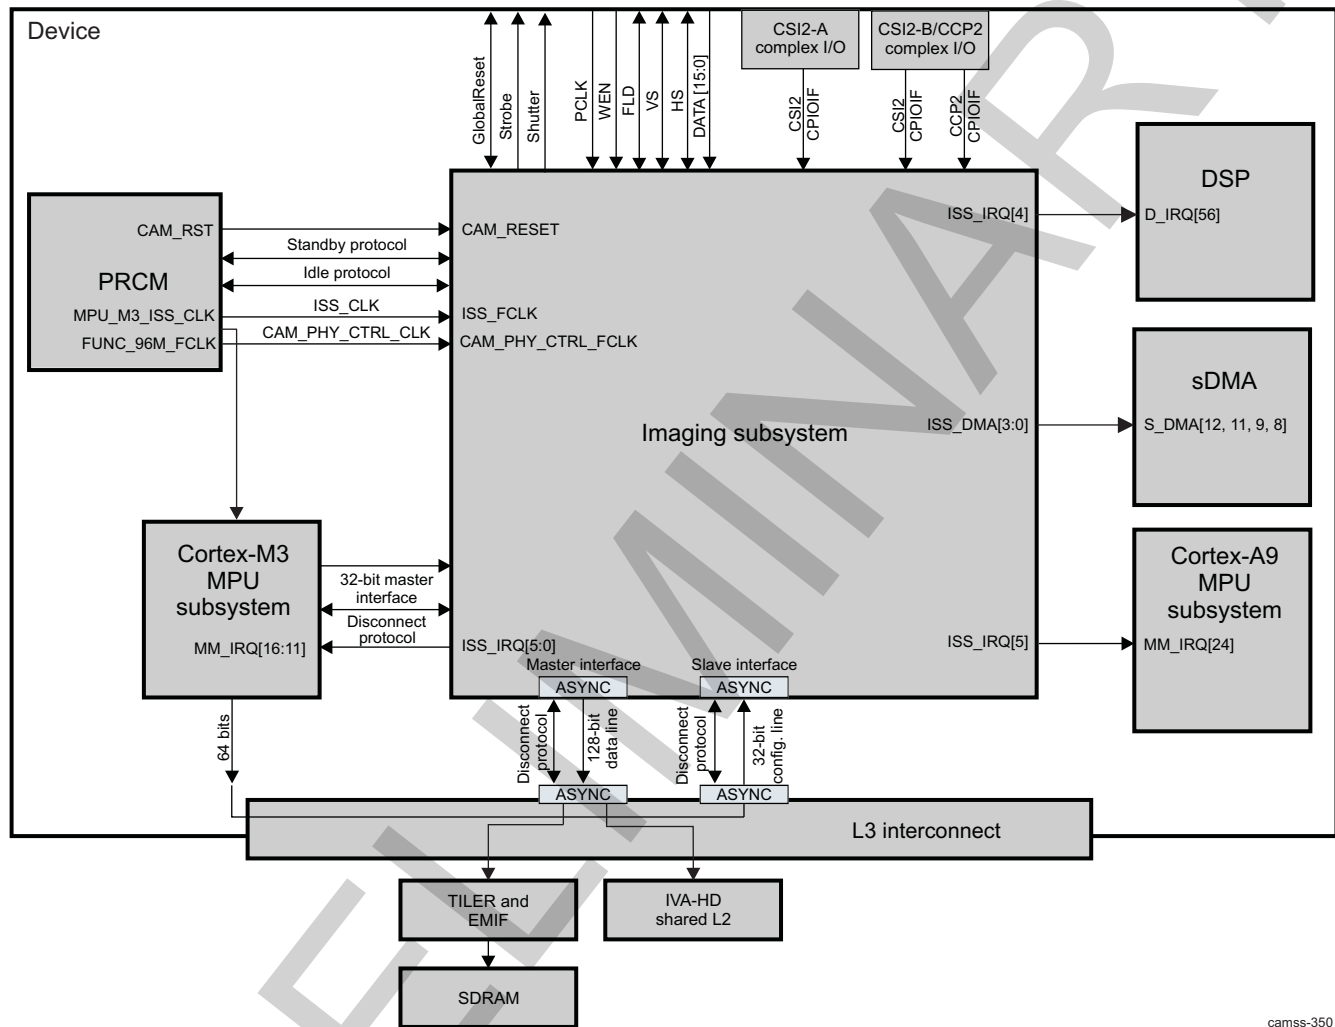 Device
GlobalReset
Strobe
Shutter
PCLK
WEN
FLD
VS
HS
DATA [15:0]
CSI2-A
complex I/O
CSI2-B/CCP2
complex I/O
CSI2
CPIOIF
CSI2
CPIOIF
CCP2
CPIOIF
PRCM
CAM_RST
MPU_M3_ISS_CLK
FUNC_96M_FCLK
Standby protocol
Idle protocol
ISS_CLK
CAM_PHY_CTRL_CLK
CAM_RESET
ISS_FCLK
CAM_PHY_CTRL_FCLK
Imaging subsystem
ISS_IRQ[4]
ISS_DMA[3:0]
ISS_IRQ[5]
DSP
D_IRQ[56]
sDMA
S_DMA[12, 11, 9, 8]
Cortex-A9
MPU
subsystem
MM_IRQ[24]
Cortex-M3
MPU
subsystem
MM_IRQ[16:11]
32-bit master
interface
Disconnect
protocol
ISS_IRQ[5:0]
Master interface
ASYNC
Slave interface
ASYNC
64 bits
Disconnect
protocol
128-bit
data line
Disconnect
protocol
32-bit
config. line
ASYNC
ASYNC
L3 interconnect
TILER and
EMIF
IVA-HD
shared L2
SDRAM
camss-350
ELIMINAR